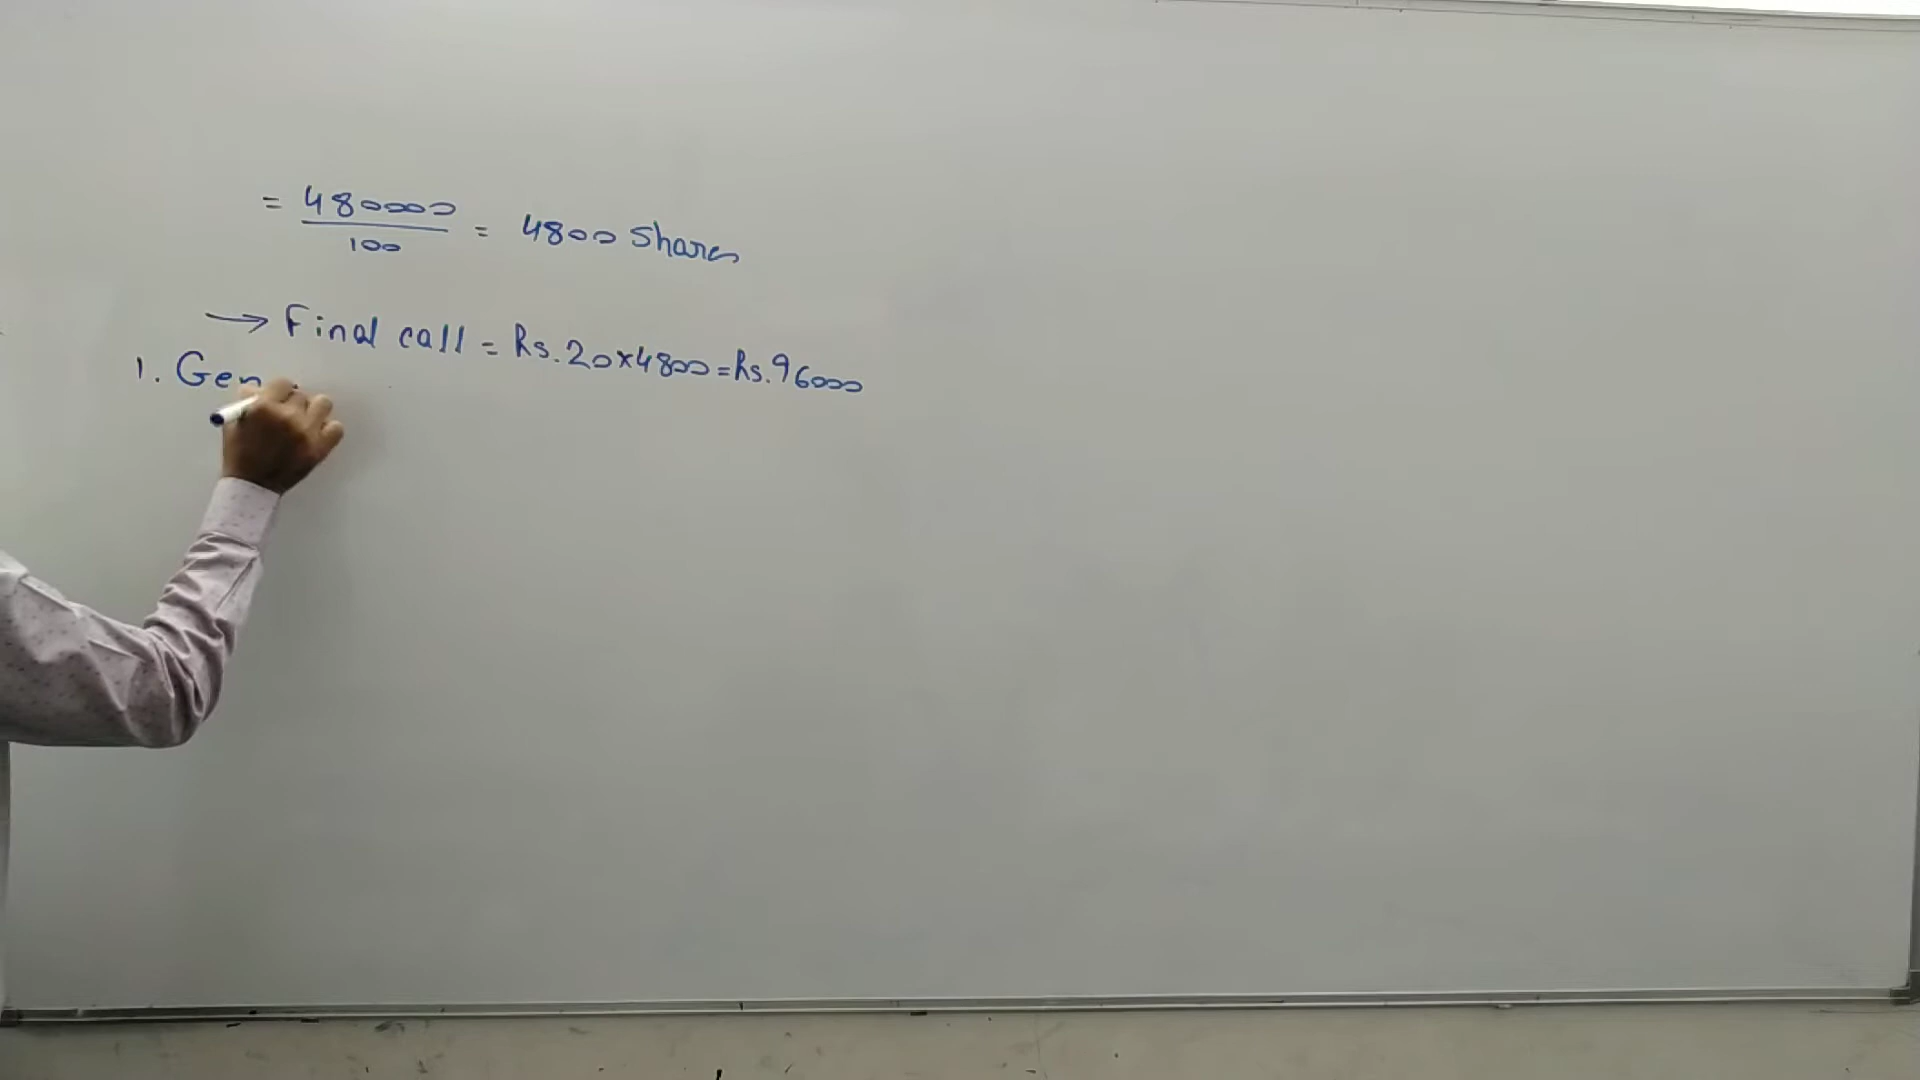 = 480000 / 100 = 4800 Shares
→ Final call = Rs.20×4800=Rs.96000
1. Gen